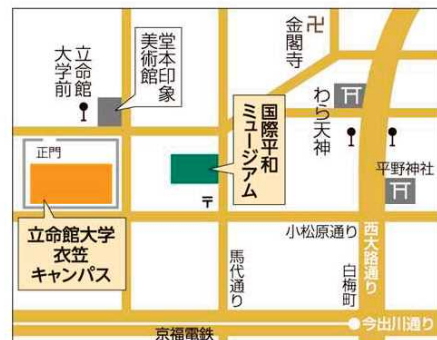 金閣寺
卍
立命館
大学前
堂本印象
美術館
わら天神
国際平和
ミュージアム
正門
平野神社
〒
立命館大学
衣笠
キャンパス
小松原通り
西大路通り
馬代通り
白梅町
今出川通り
京福電鉄